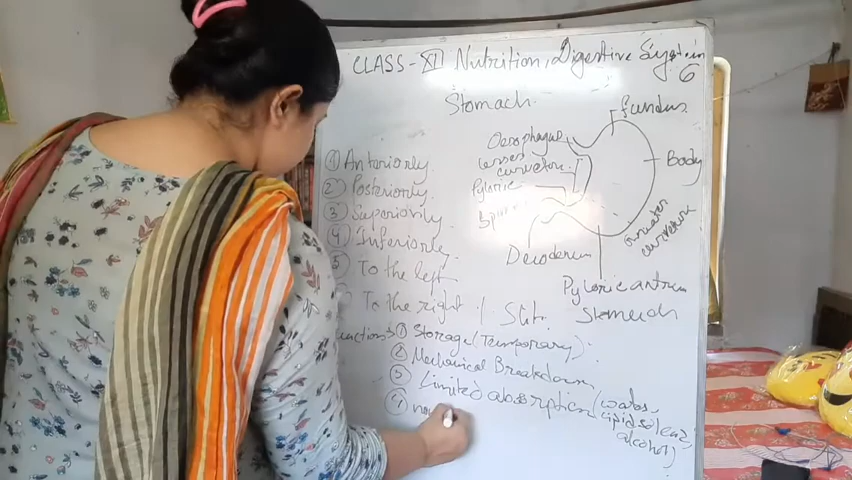 CLASS-XI Nutrition, Digestive System
6
Stomach.
fundus
Oesophagus
lesser
curvature
Body
Pyloric
greater
curvature
Deodenum
Pyloric antrum
Stomach
① Anteriorly
② Posteriorly
③ Superiorily
④ Inferiorly
⑤ To the left
To the right
functions ① Storage (Temporary)
② Mechanical Breakdown
③ Limited absorption (water,
lipid soluble
alcohol)
④